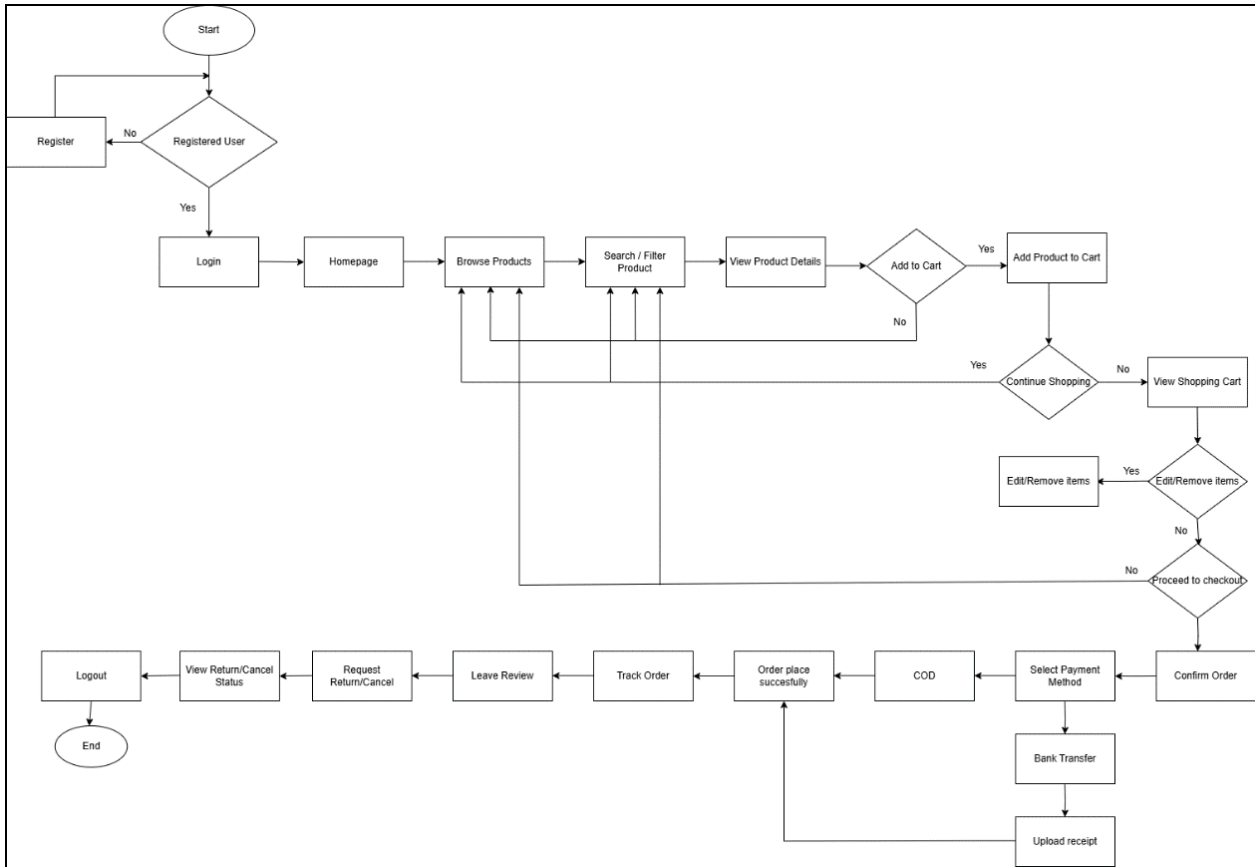 Start
Register
No
Registered User
Yes
Login
Homepage
Browse Products
Search / Filter
Product
View Product Details
Add to Cart
Yes
Add Product to Cart
No
Yes
Continue Shopping
No
View Shopping Cart
Edit/Remove items
Yes
Edit/Remove items
No
No
Proceed to checkout
Logout
View Return/Cancel
Status
Request
Return/Cancel
Leave Review
Track Order
Order place
succesfully
COD
Select Payment
Method
Confirm Order
End
Bank Transfer
Upload receipt